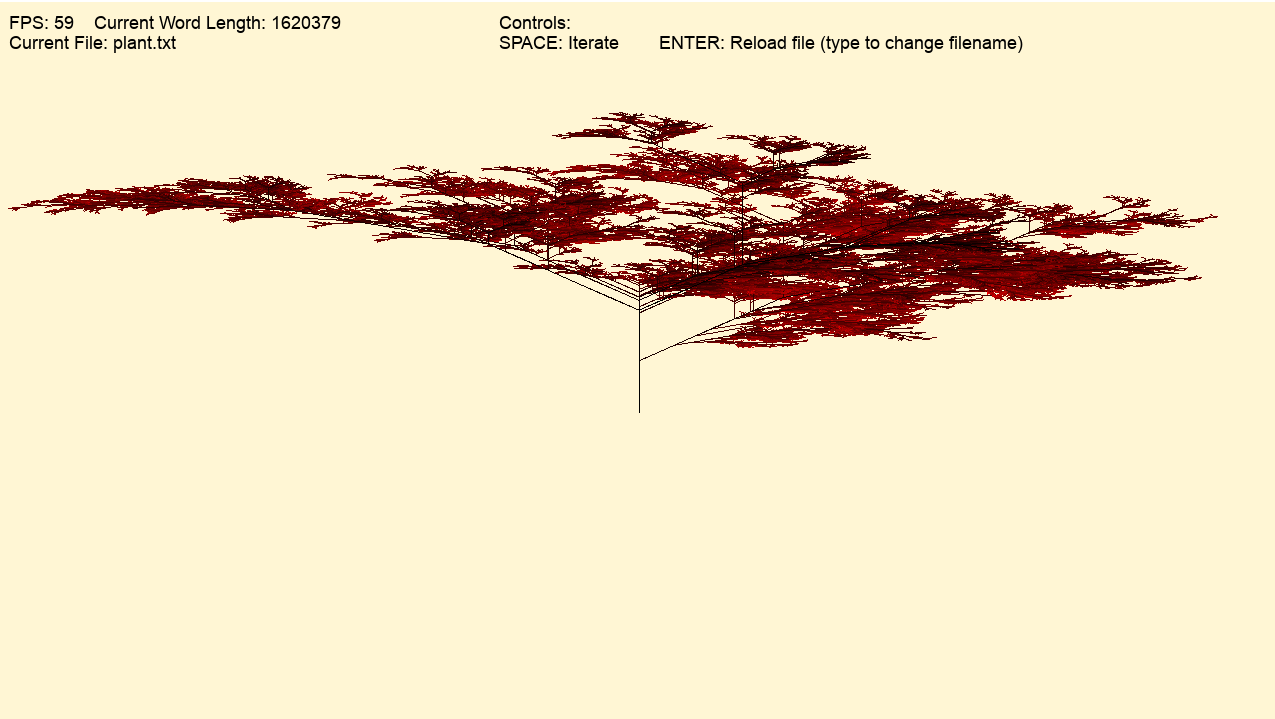 FPS: 59    Current Word Length: 1620379
Current File: plant.txt
Controls:
SPACE: Iterate        ENTER: Reload file (type to change filename)